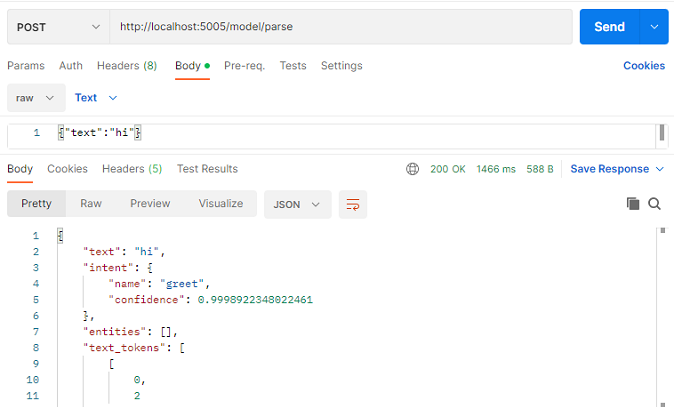 POST http://localhost:5005/model/parse Send
Params Auth Headers (8) Body Pre-req. Tests Settings Cookies
raw Text
1 {"text":"hi"}
Body Cookies Headers (5) Test Results 200 OK 1466 ms 588 B Save Response
Pretty Raw Preview Visualize JSON
1 {
2 "text": "hi",
3 "intent": {
4 "name": "greet",
5 "confidence": 0.9998922348022461
6 },
7 "entities": [],
8 "text_tokens": [
9 [
10 0,
11 2